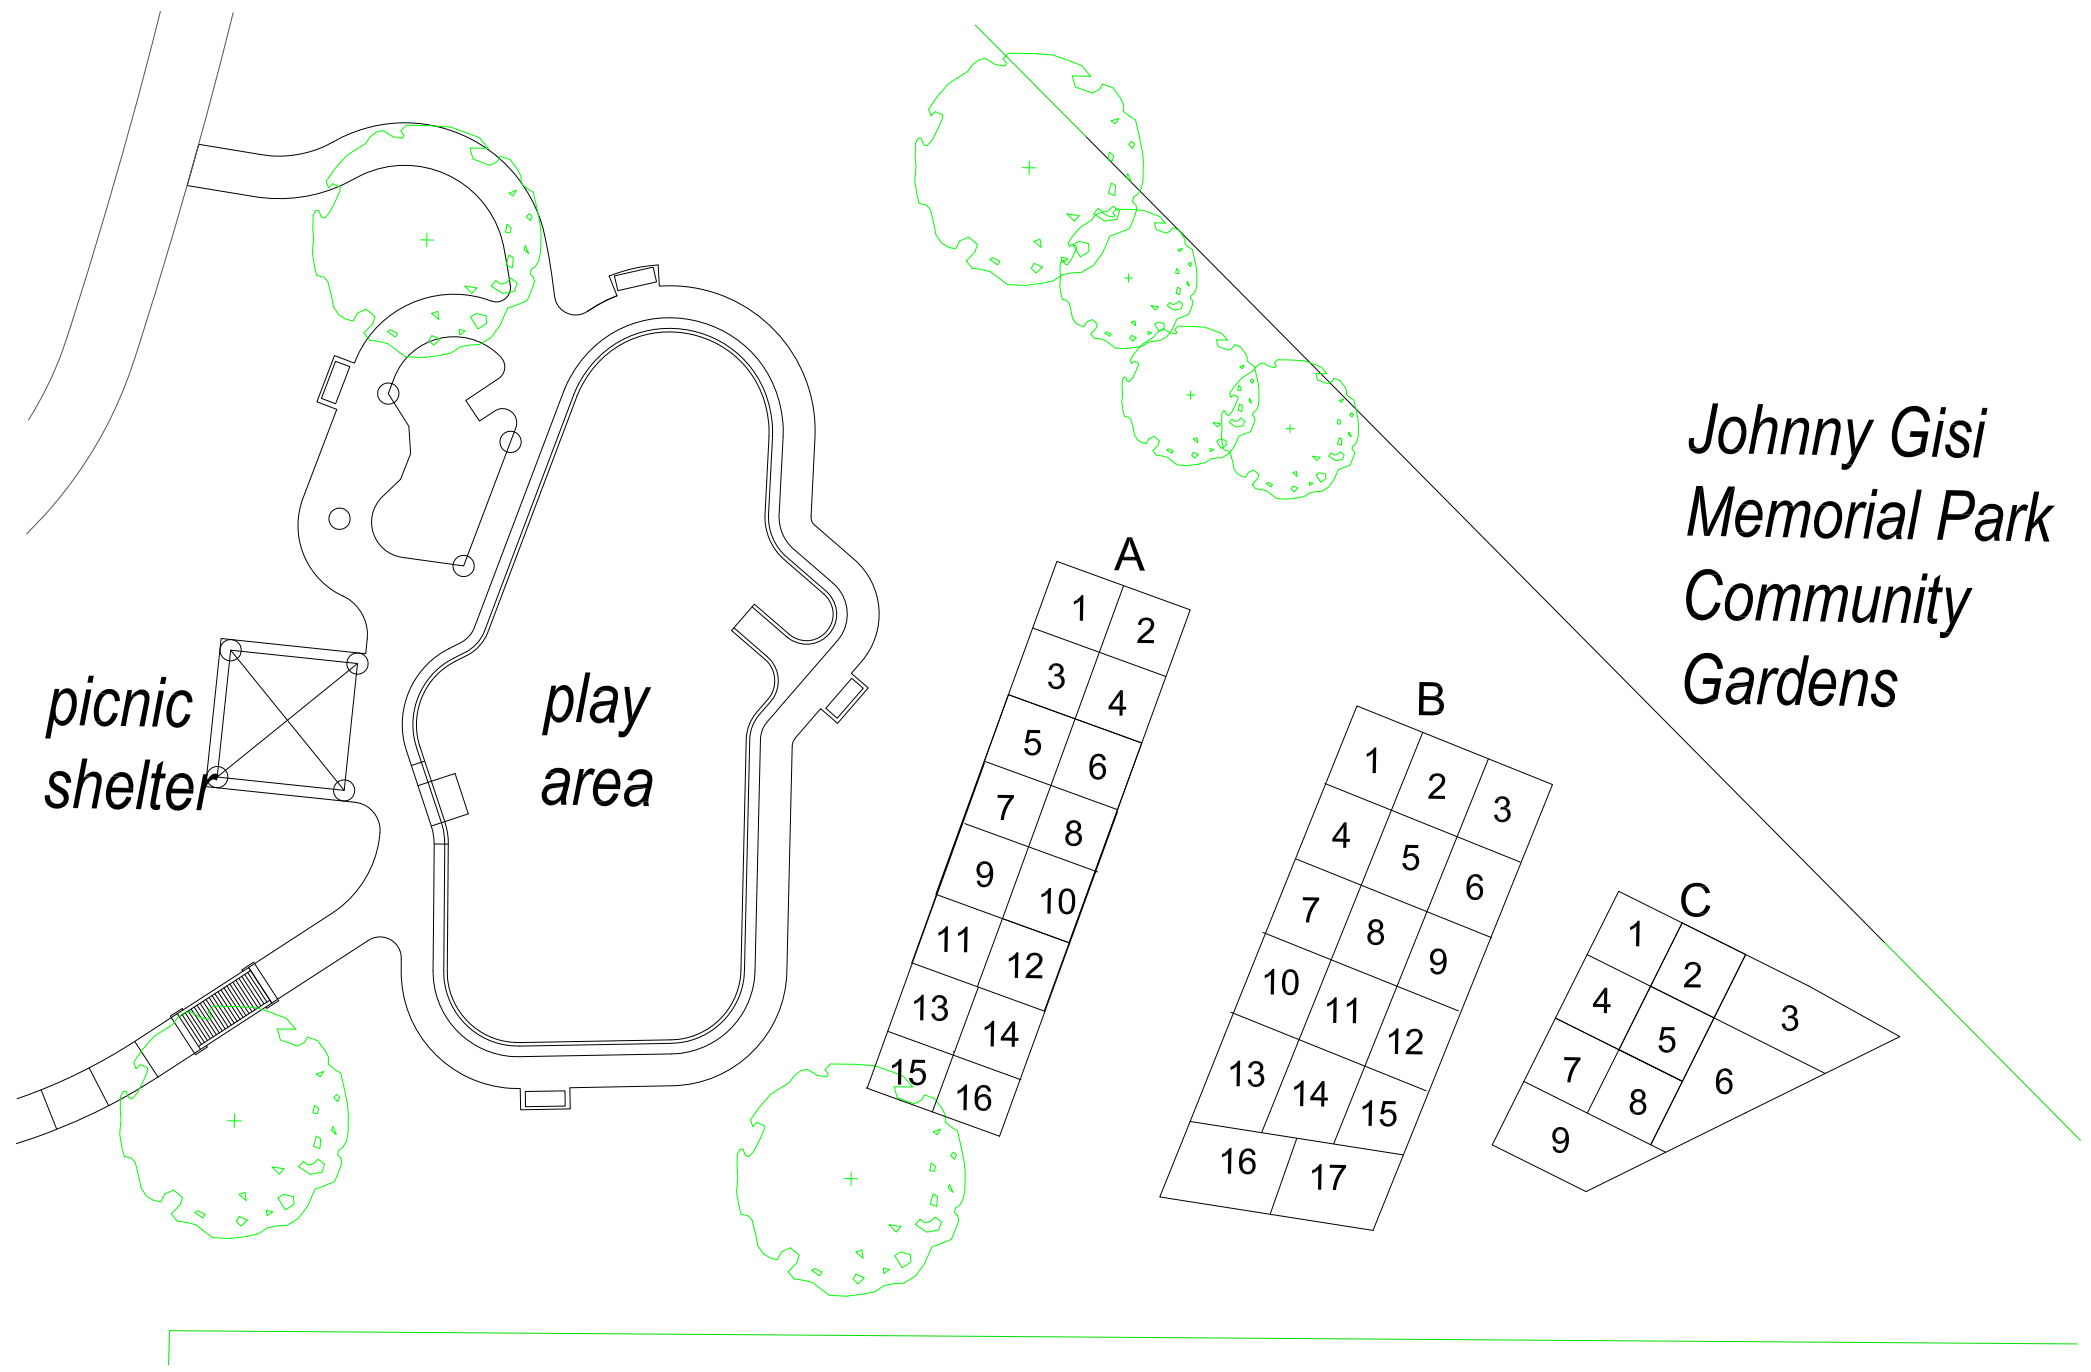 Johnny Gisi
Memorial Park
Community
Gardens
picnic
shelter
play
area
A
1 2
3 4
5 6
7 8
9 10
11 12
13 14
15 16
B
1 2 3
4 5 6
7 8 9
10 11 12
13 14 15
16 17
C
1 2 3
4 5 6
7 8
9